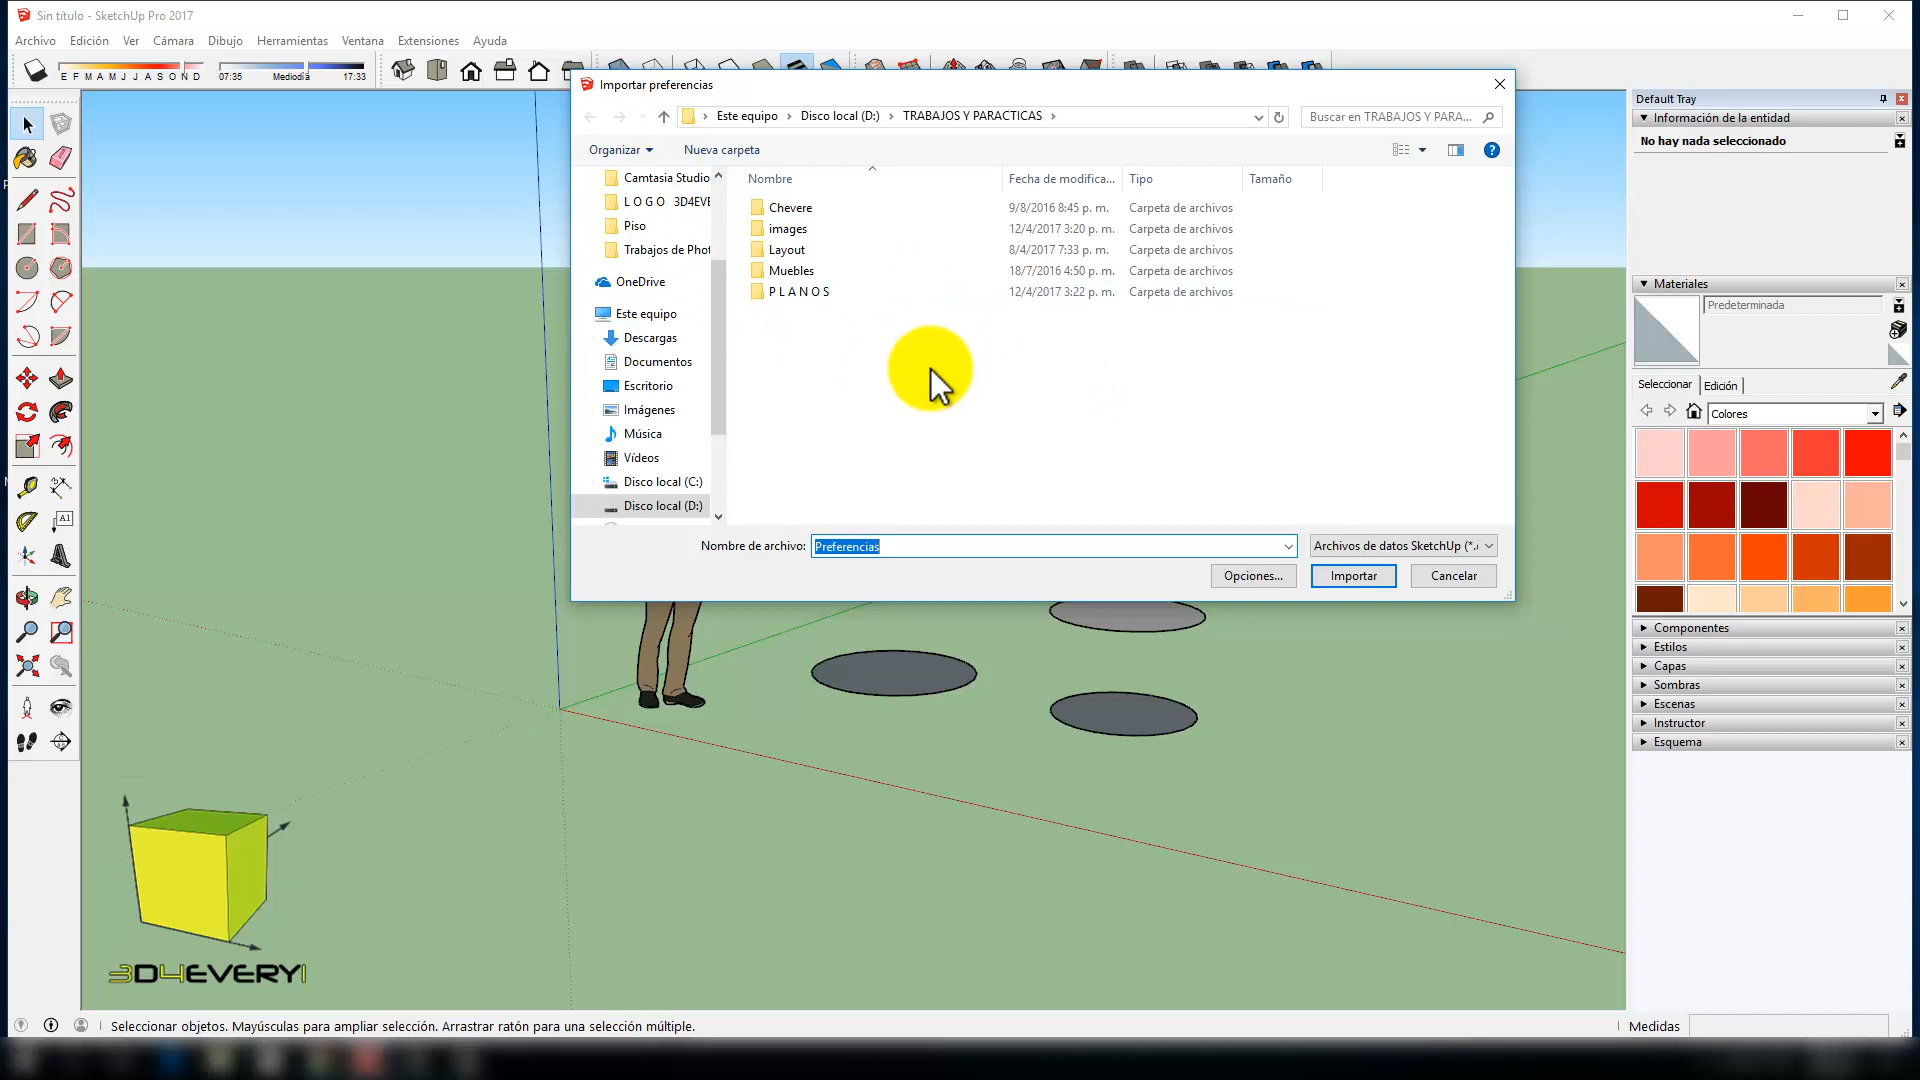 Sin título - SketchUp Pro 2017
Archivo Edición Ver Cámara Dibujo Herramientas Ventana Extensiones Ayuda
E F M A M J J A S O N D
07:35 Mediodía 17:33
Importar preferencias
Este equipo > Disco local (D:) > TRABAJOS Y PARACTICAS >
Buscar en TRABAJOS Y PARA...
Organizar
Nueva carpeta
Nombre Fecha de modifica... Tipo Tamaño
Camtasia Studio
L O G O 3D4EVE
Piso
Trabajos de Phot
OneDrive
Este equipo
Descargas
Documentos
Escritorio
Imágenes
Música
Vídeos
Disco local (C:)
Disco local (D:)
Chevere 9/8/2016 8:45 p. m. Carpeta de archivos
images 12/4/2017 3:20 p. m. Carpeta de archivos
Layout 8/4/2017 7:33 p. m. Carpeta de archivos
Muebles 18/7/2016 4:50 p. m. Carpeta de archivos
P L A N O S 12/4/2017 3:22 p. m. Carpeta de archivos
Nombre de archivo: Preferencias
Archivos de datos SketchUp (*.
Opciones... Importar Cancelar
Default Tray
Información de la entidad
No hay nada seleccionado
Materiales
Predeterminada
Seleccionar Edición
Colores
Componentes
Estilos
Capas
Sombras
Escenas
Instructor
Esquema
A1
3D4EVERY1
Seleccionar objetos. Mayúsculas para ampliar selección. Arrastrar ratón para una selección múltiple.
Medidas